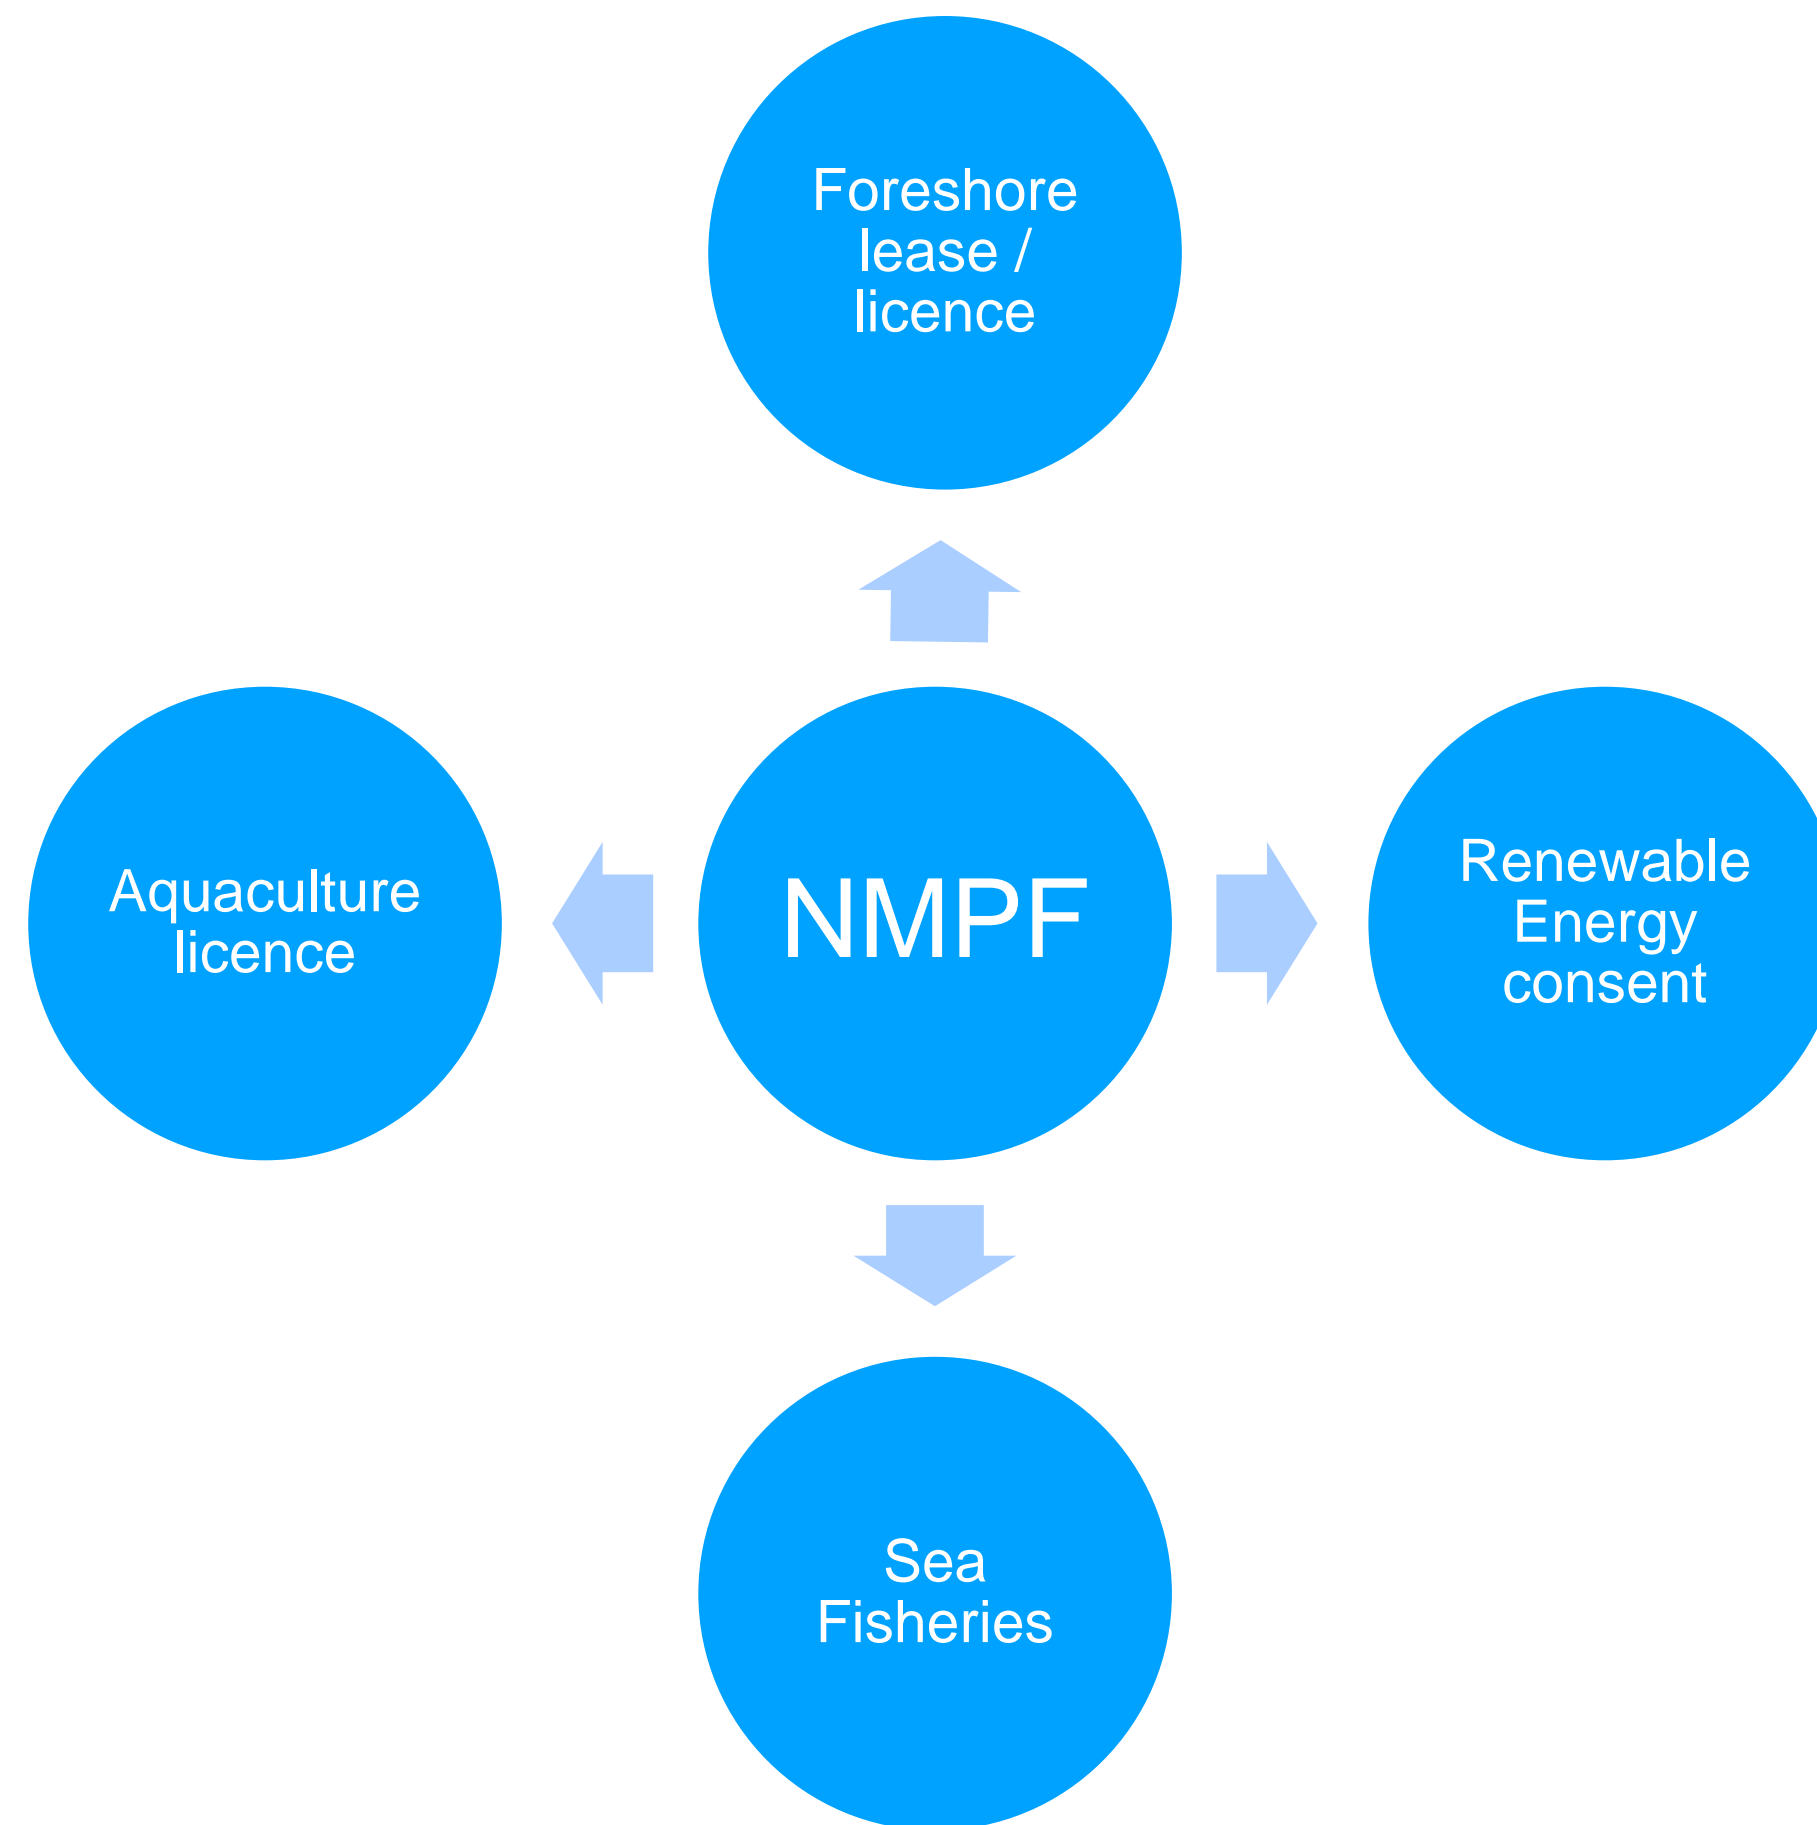 Foreshore
lease /
licence
Aquaculture
licence
NMPF
Renewable
Energy
consent
Sea
Fisheries